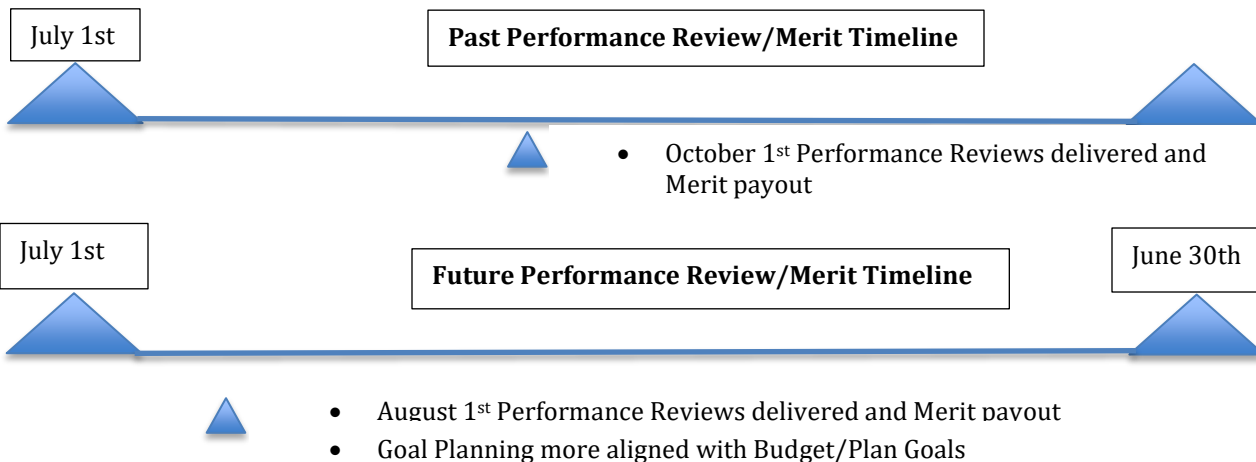 July 1st
Past Performance Review/Merit Timeline
• October 1st Performance Reviews delivered and
Merit payout
July 1st
Future Performance Review/Merit Timeline
June 30th
• August 1st Performance Reviews delivered and Merit payout
• Goal Planning more aligned with Budget/Plan Goals